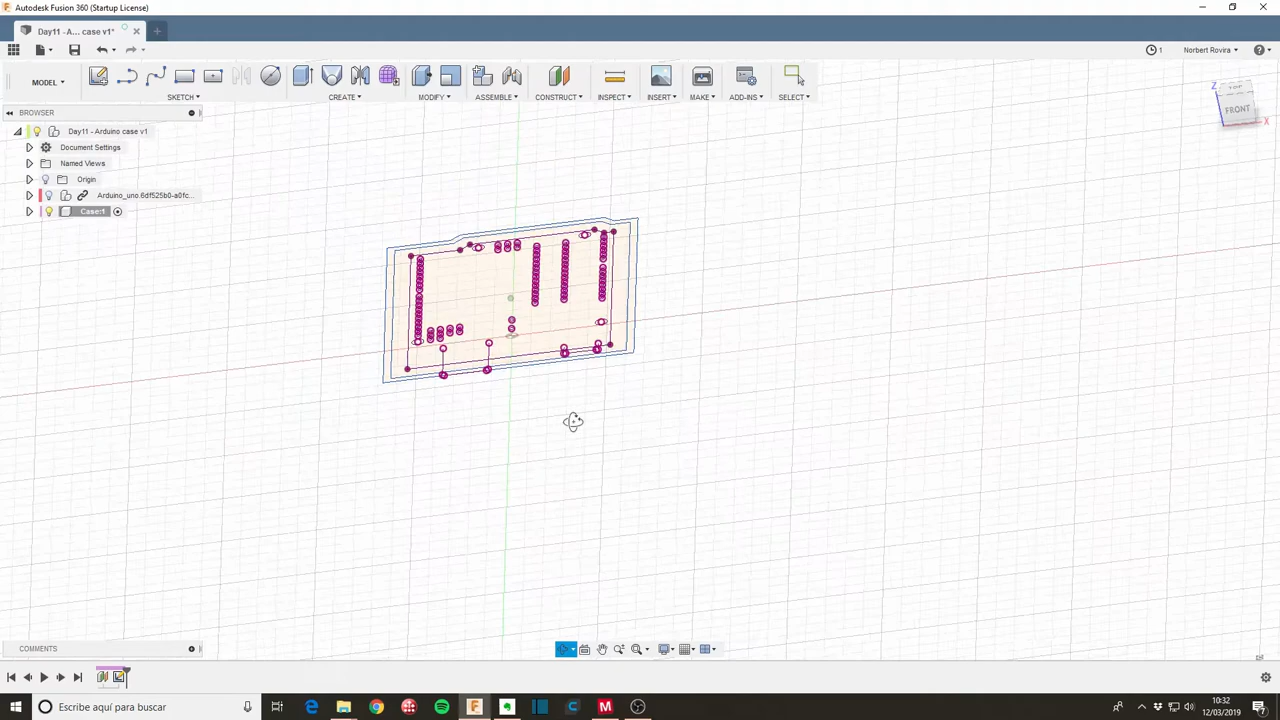 Autodesk Fusion 360 (Startup License)
Day11 - A... case v1*
1
Norbert Rovira
MODEL
SKETCH
CREATE
MODIFY
ASSEMBLE
CONSTRUCT
INSPECT
INSERT
MAKE
ADD-INS
SELECT
BROWSER
Day11 - Arduino case v1
Document Settings
Named Views
Origin
Arduino_uno.6df525b0-a0fc...
Case:1
Z
TOP
FRONT
X
COMMENTS
Escribe aquí para buscar
10:32
12/03/2019